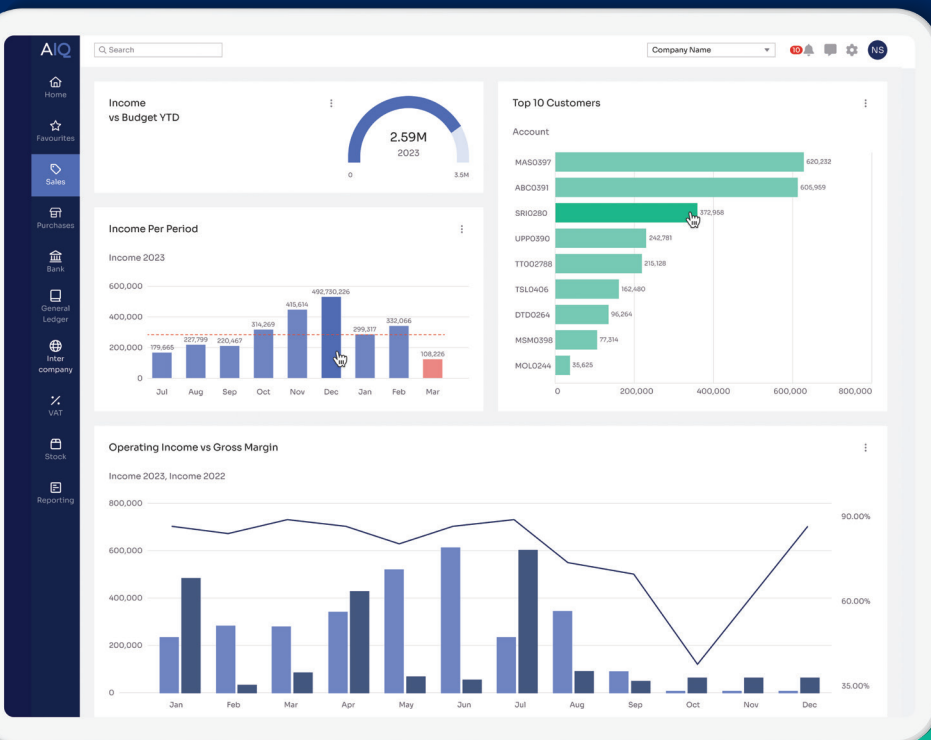 AIQ
Search
Company Name
10
NS
Home
Favourites
Sales
Purchases
Bank
General
Ledger
Inter
company
VAT
Stock
Reporting
Income
vs Budget YTD
2.59M
2023
0
3.5M
Top 10 Customers
Account
MAS0397
620,232
ABC0391
606,959
SRI0280
372,958
UPP0390
242,781
TTO02788
215,128
TSL0406
162,480
DTD0264
96,264
MSM0398
77,314
MOL0244
35,625
0
200,000
400,000
600,000
800,000
Income Per Period
Income 2023
600,000
400,000
200,000
0
179,665
227,799
220,467
314,269
415,614
492,730,226
299,317
332,066
108,226
Jul
Aug
Sep
Oct
Nov
Dec
Jan
Feb
Mar
Operating Income vs Gross Margin
Income 2023, Income 2022
800,000
600,000
400,000
200,000
0
90.00%
60.00%
35.00%
Jan
Feb
Mar
Apr
May
Jun
Jul
Aug
Sep
Oct
Nov
Dec